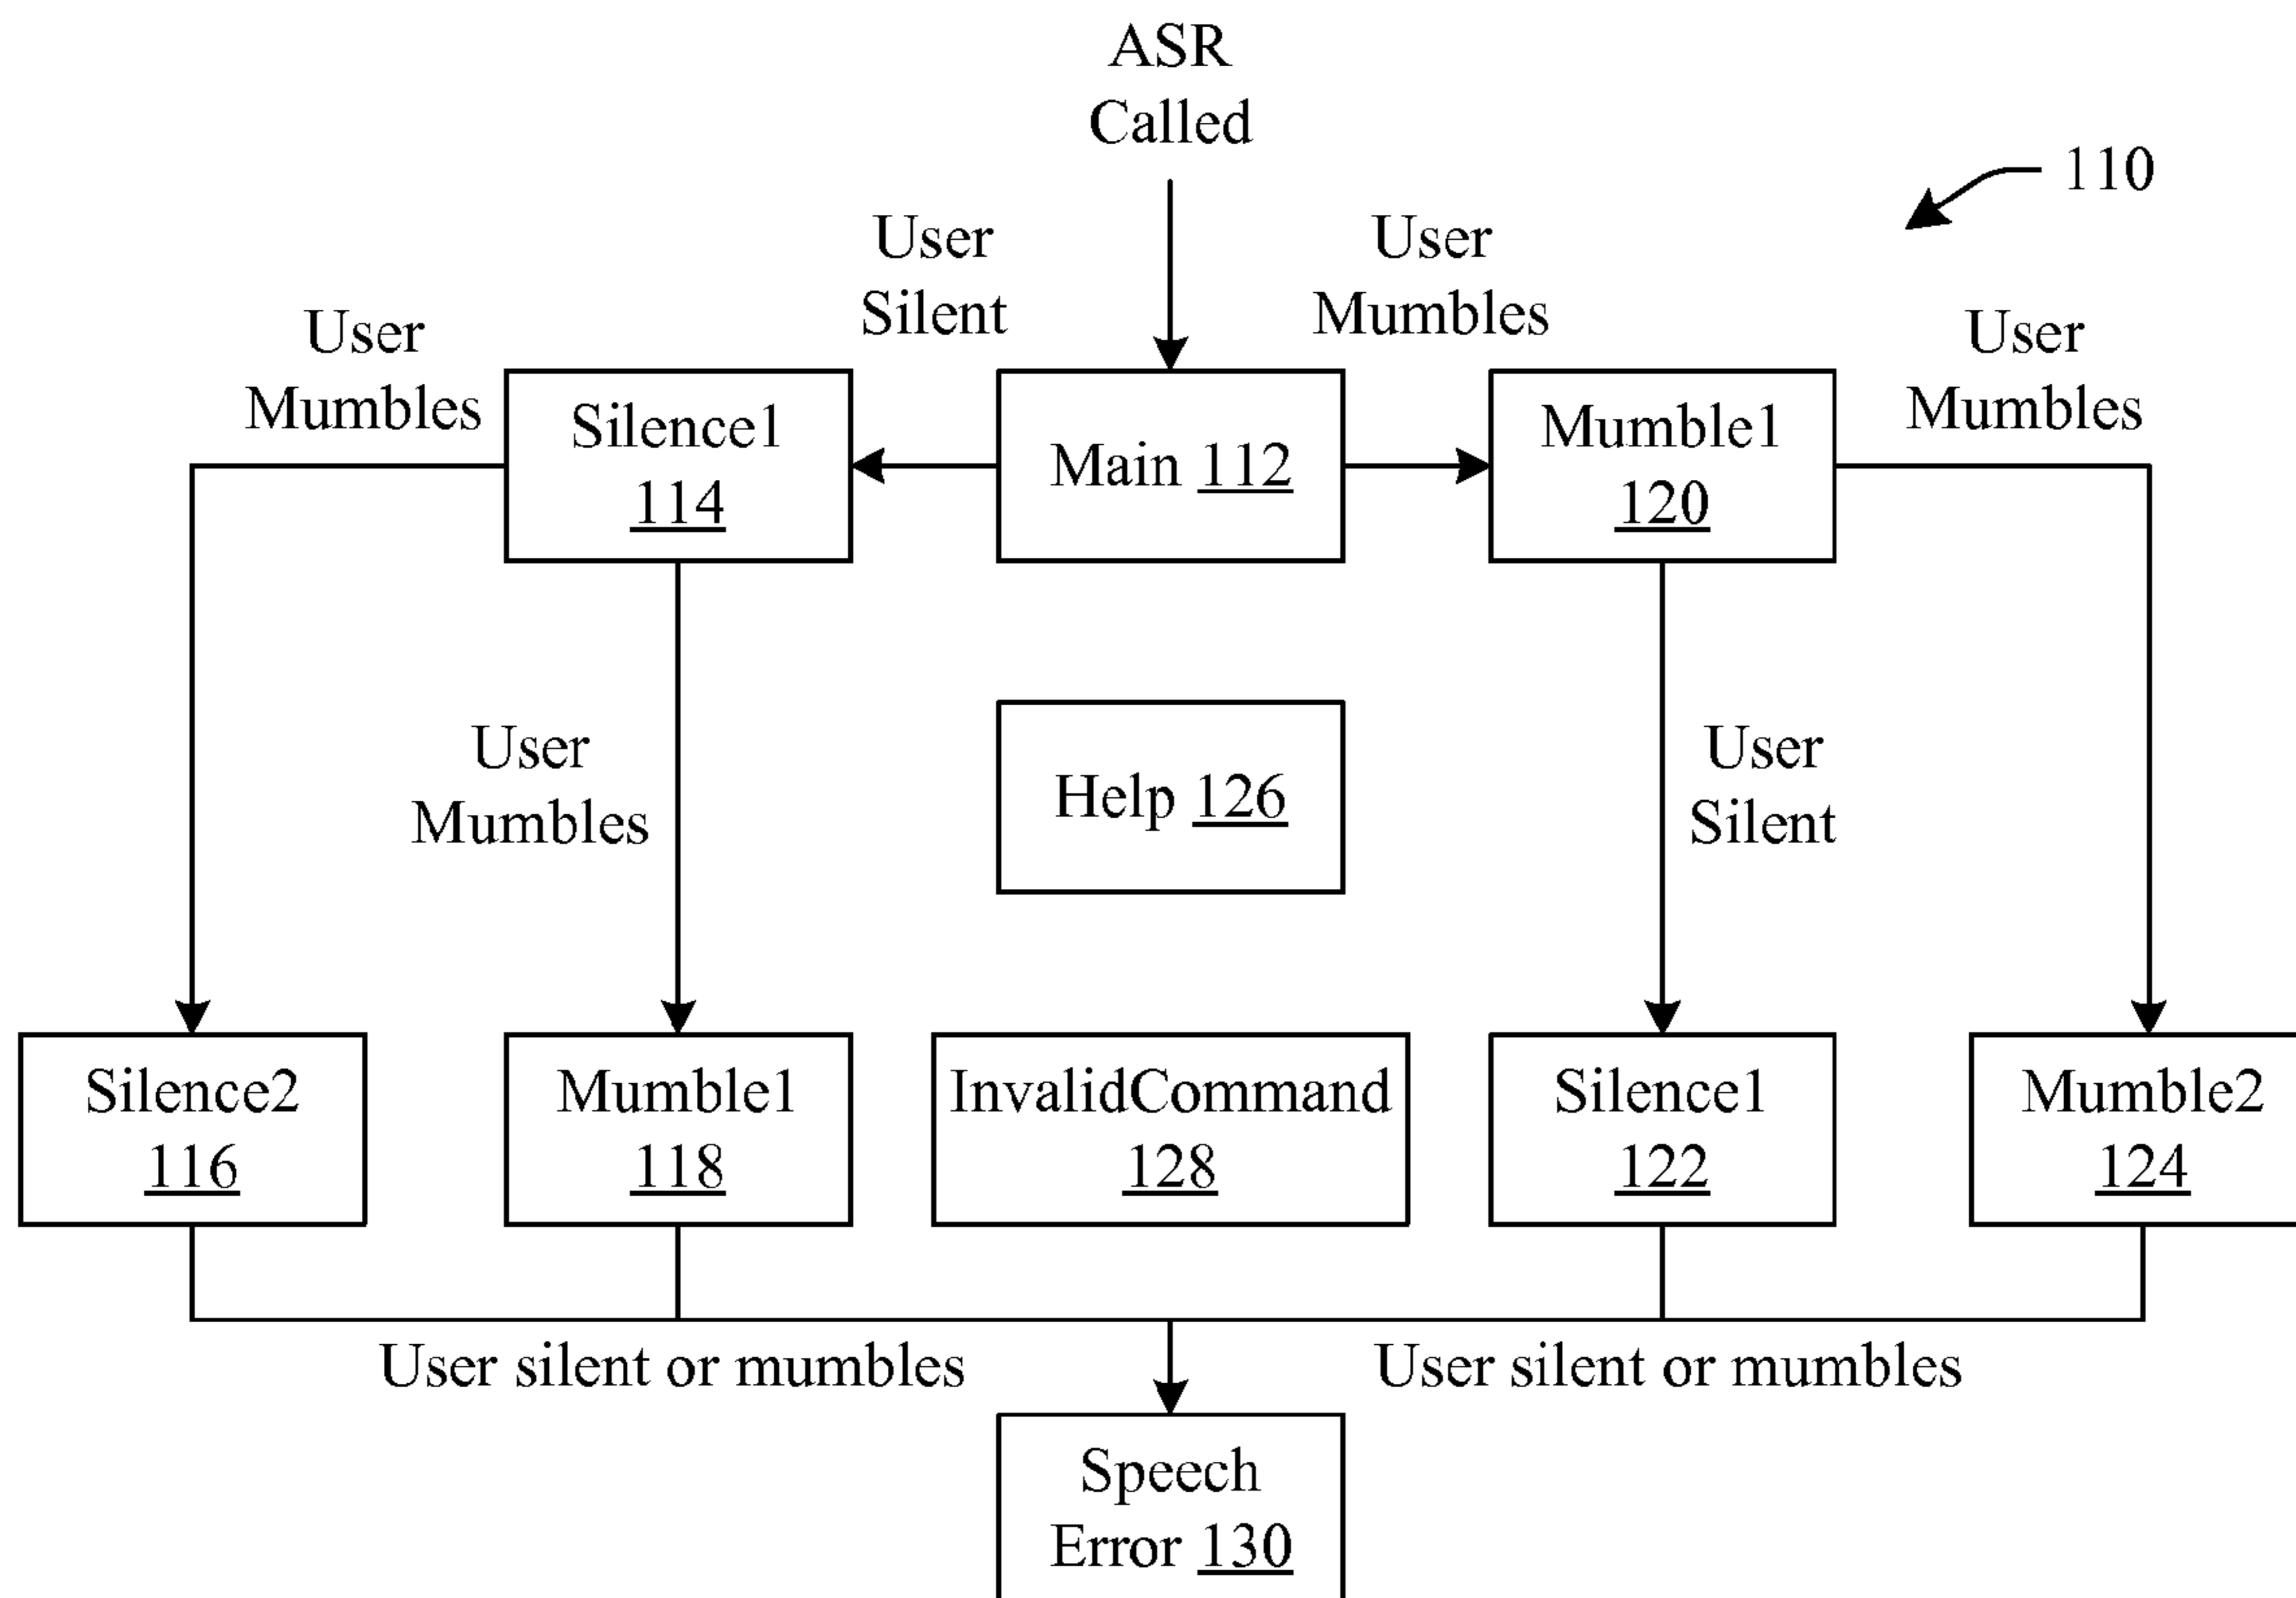 ASR
Called
110
User
Silent
User
Mumbles
User
Mumbles
User
Mumbles
Silence1
114
Main 112
Mumble1
120
User
Mumbles
Help 126
User
Silent
Silence2
116
Mumble1
118
InvalidCommand
128
Silence1
122
Mumble2
124
User silent or mumbles
User silent or mumbles
Speech
Error 130